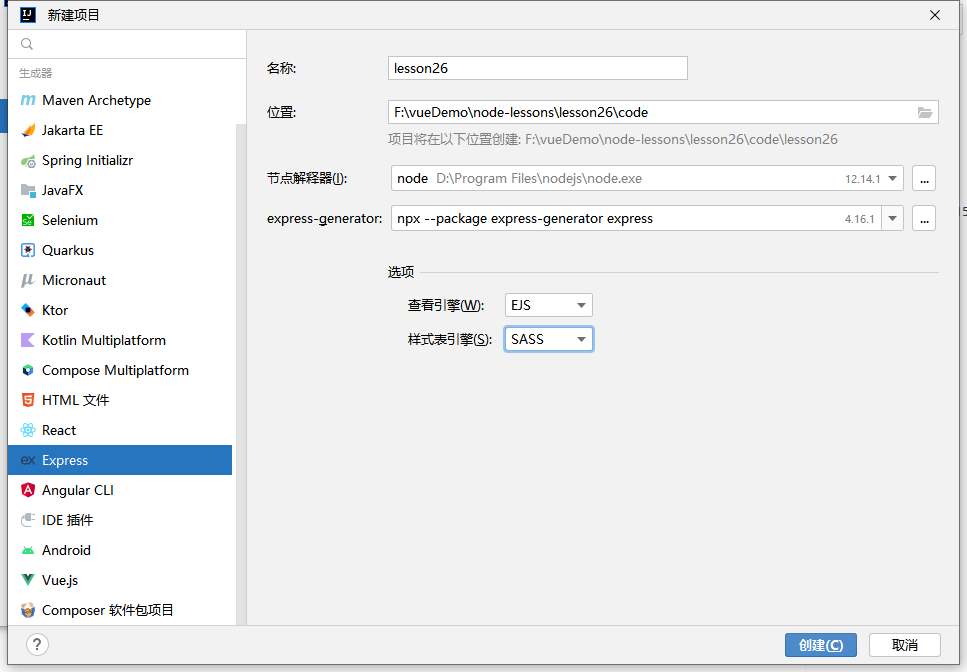 新建项目
生成器
Maven Archetype
Jakarta EE
Spring Initializr
JavaFX
Selenium
Quarkus
Micronaut
Ktor
Kotlin Multiplatform
Compose Multiplatform
HTML 文件
React
Express
Angular CLI
IDE 插件
Android
Vue.js
Composer 软件包项目
名称: lesson26
位置: F:\vueDemo\node-lessons\lesson26\code
项目将在以下位置创建: F:\vueDemo\node-lessons\lesson26\code\lesson26
节点解释器(I): node D:\Program Files\nodejs\node.exe 12.14.1 ...
express-generator: npx --package express-generator express 4.16.1 ...
选项
查看引擎(W): EJS
样式表引擎(S): SASS
? 创建(C) 取消